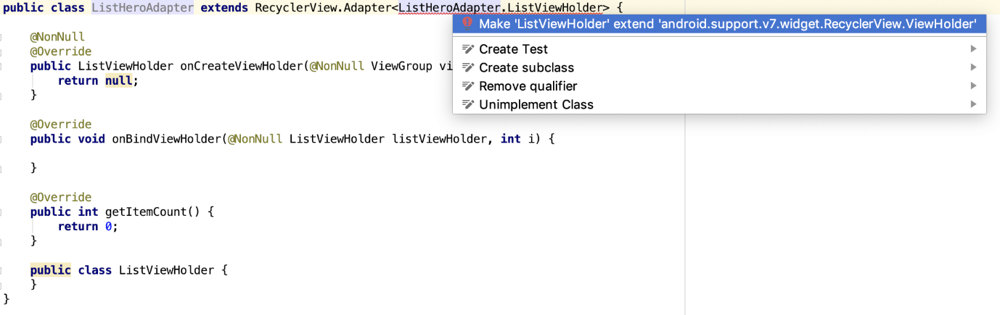 public class ListHeroAdapter extends RecyclerView.Adapter<ListHeroAdapter.ListViewHolder> {
Make 'ListViewHolder' extend 'android.support.v7.widget.RecyclerView.ViewHolder'
Create Test
Create subclass
Remove qualifier
Unimplement Class
@NonNull
@Override
public ListViewHolder onCreateViewHolder(@NonNull ViewGroup vi
return null;
}
@Override
public void onBindViewHolder(@NonNull ListViewHolder listViewHolder, int i) {
}
@Override
public int getItemCount() {
return 0;
}
public class ListViewHolder {
}
}